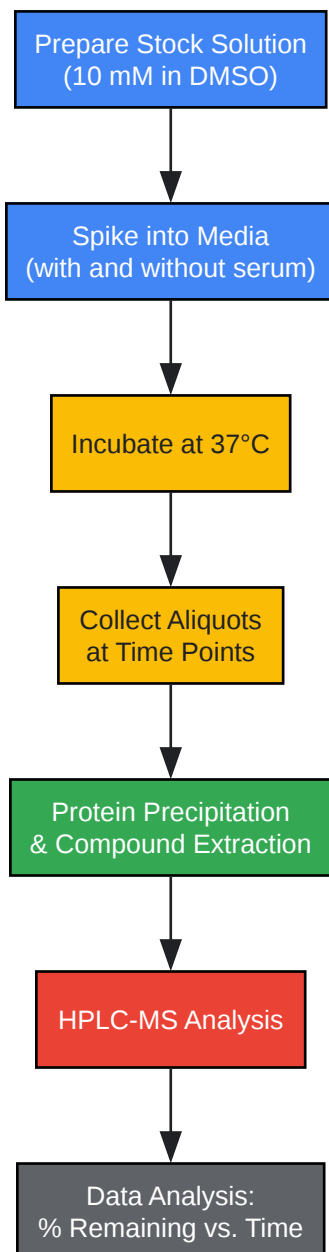 Prepare Stock Solution
(10 mM in DMSO)
Spike into Media
(with and without serum)
Incubate at 37°C
Collect Aliquots
at Time Points
Protein Precipitation
& Compound Extraction
HPLC-MS Analysis
Data Analysis:
% Remaining vs. Time